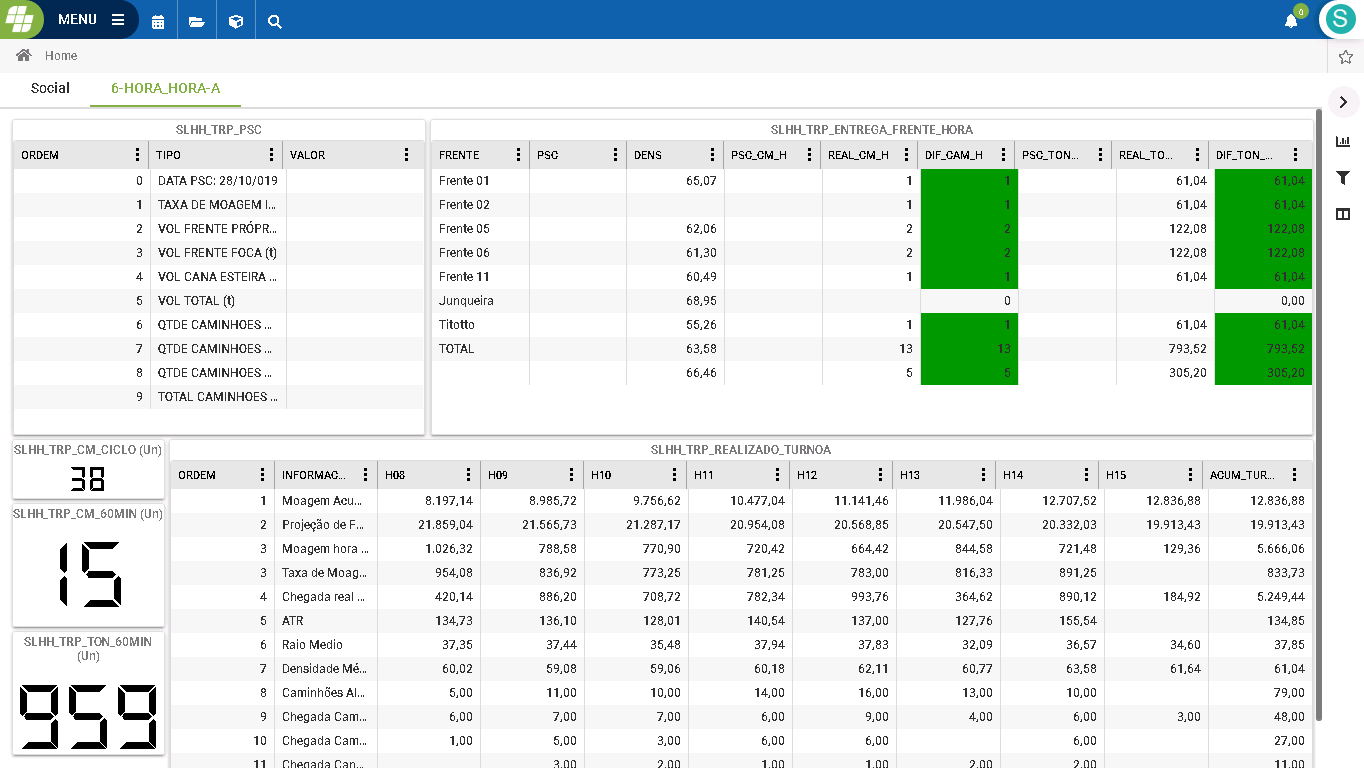 MENU
0
S
Home
Social 6-HORA_HORA-A
SLHH_TRP_PSC
ORDEM TIPO VALOR
0 DATA PSC: 28/10/019
1 TAXA DE MOAGEM I...
2 VOL FRENTE PRÓPR...
3 VOL FRENTE FOCA (t)
4 VOL CANA ESTEIRA ...
5 VOL TOTAL (t)
6 QTDE CAMINHOES ...
7 QTDE CAMINHOES ...
8 QTDE CAMINHOES ...
9 TOTAL CAMINHOES ...
SLHH_TRP_ENTREGA_FRENTE_HORA
FRENTE PSC DENS PSC_CM_H REAL_CM_H DIF_CAM_H PSC_TON... REAL_TO... DIF_TON_...
Frente 01 65,07 1 1 61,04 61,04
Frente 02 1 1 61,04 61,04
Frente 05 62,06 2 2 122,08 122,08
Frente 06 61,30 2 2 122,08 122,08
Frente 11 60,49 1 1 61,04 61,04
Junqueira 68,95 0 0,00
Titotto 55,26 1 1 61,04 61,04
TOTAL 63,58 13 13 793,52 793,52
66,46 5 5 305,20 305,20
SLHH_TRP_CM_CICLO (Un)
38
SLHH_TRP_CM_60MIN (Un)
15
SLHH_TRP_TON_60MIN
(Un)
959
SLHH_TRP_REALIZADO_TURNOA
ORDEM INFORMAC... H08 H09 H10 H11 H12 H13 H14 H15 ACUM_TUR...
1 Moagem Acu... 8.197,14 8.985,72 9.756,62 10.477,04 11.141,46 11.986,04 12.707,52 12.836,88 12.836,88
2 Projeção de F... 21.859,04 21.565,73 21.287,17 20.954,08 20.568,85 20.547,50 20.332,03 19.913,43 19.913,43
3 Moagem hora ... 1.026,32 788,58 770,90 720,42 664,42 844,58 721,48 129,36 5.666,06
3 Taxa de Moag... 954,08 836,92 773,25 781,25 783,00 816,33 891,25 833,73
4 Chegada real ... 420,14 886,20 708,72 782,34 993,76 364,62 890,12 184,92 5.249,44
5 ATR 134,73 136,10 128,01 140,54 137,00 127,76 155,54 134,85
6 Raio Medio 37,35 37,44 35,48 37,94 37,83 32,09 36,57 34,60 37,85
7 Densidade Mé... 60,02 59,08 59,06 60,18 62,11 60,77 63,58 61,64 61,04
8 Caminhões Al... 5,00 11,00 10,00 14,00 16,00 13,00 10,00 79,00
9 Chegada Cam... 6,00 7,00 7,00 6,00 9,00 4,00 6,00 3,00 48,00
10 Chegada Cam... 1,00 5,00 3,00 6,00 6,00 6,00 27,00
11 Chegada Can... 3,00 2,00 1,00 1,00 2,00 2,00 11,00